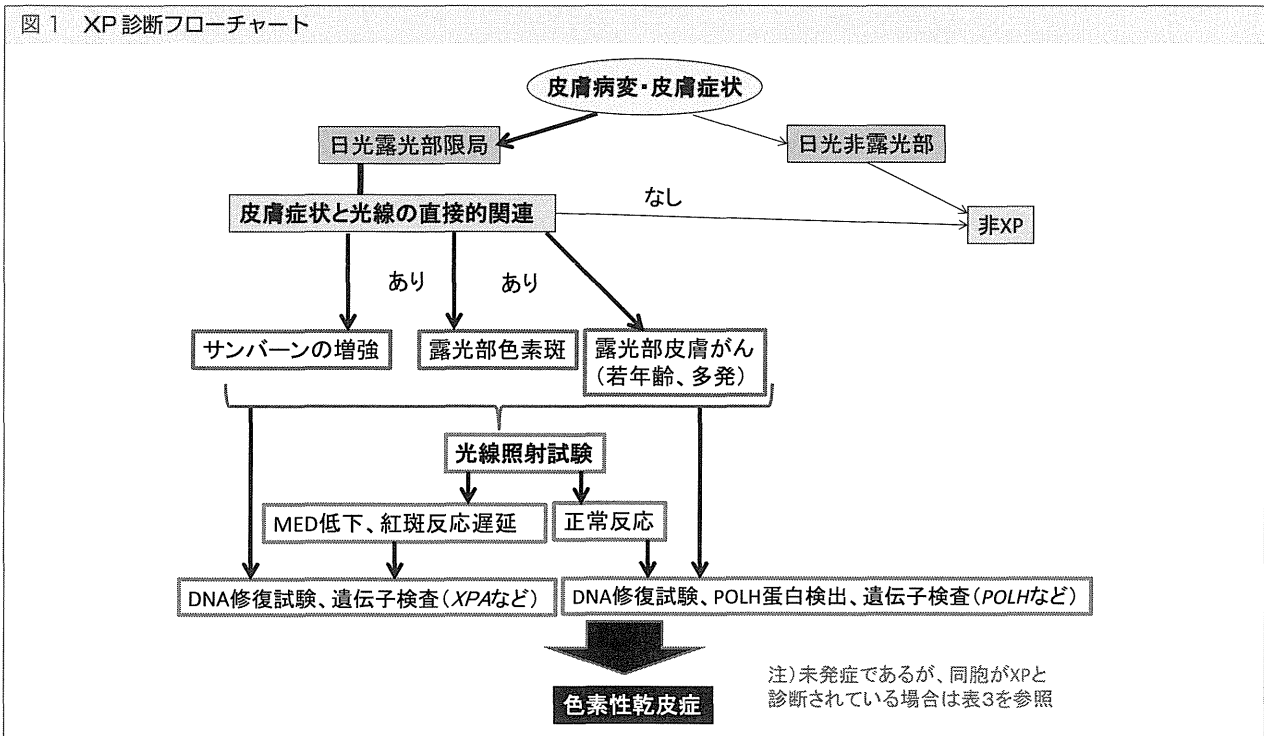 図1 XP診断フローチャート
皮膚病変・皮膚症状
日光露光部限局
日光非露光部
皮膚症状と光線の直接的関連
なし
非XP
あり
あり
サンバーンの増強
露光部色素斑
露光部皮膚がん
(若年齢、多発)
光線照射試験
MED低下、紅斑反応遅延
正常反応
DNA修復試験、遺伝子検査(XPAなど)
DNA修復試験、POLH蛋白検出、遺伝子検査(POLHなど)
色素性乾皮症
注)未発症であるが、同胞がXPと
診断されている場合は表3を参照